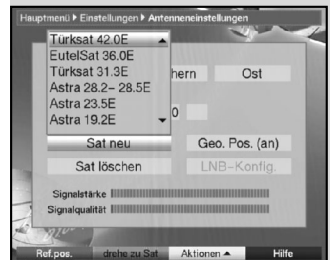 Hauptmenü ▶ Einstellungen ▶ Antenneneinstellungen
Türksat 42.0E
EutelSat 36.0E
Türksat 31.3E
Astra 28.2– 28.5E
Astra 23.5E
Astra 19.2E
hern
Ost
0
Sat neu
Geo. Pos. (an)
Sat löschen
LNB-Konfig.
Signalstärke
Signalqualität
Ref.pos.
drehe zu Sat
Aktionen
Hilfe